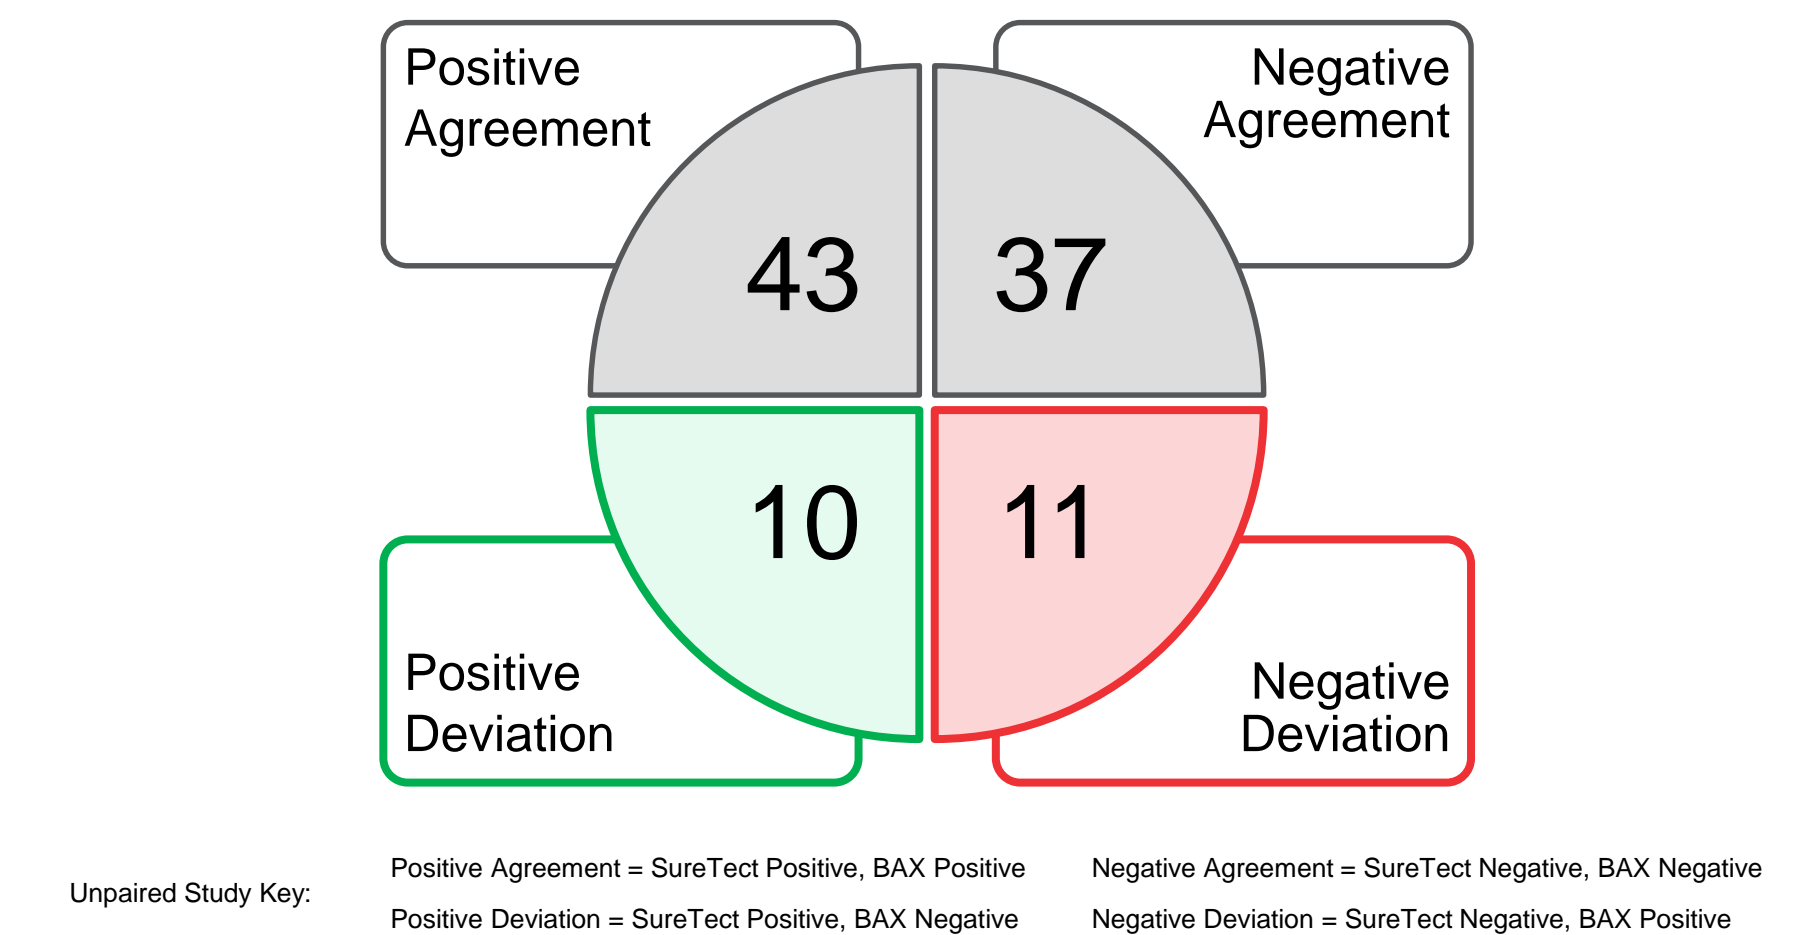 Positive
Agreement
Negative
Agreement
43
37
10
11
Positive
Deviation
Negative
Deviation
Unpaired Study Key:
Positive Agreement = SureTect Positive, BAX Positive
Negative Agreement = SureTect Negative, BAX Negative
Positive Deviation = SureTect Positive, BAX Negative
Negative Deviation = SureTect Negative, BAX Positive